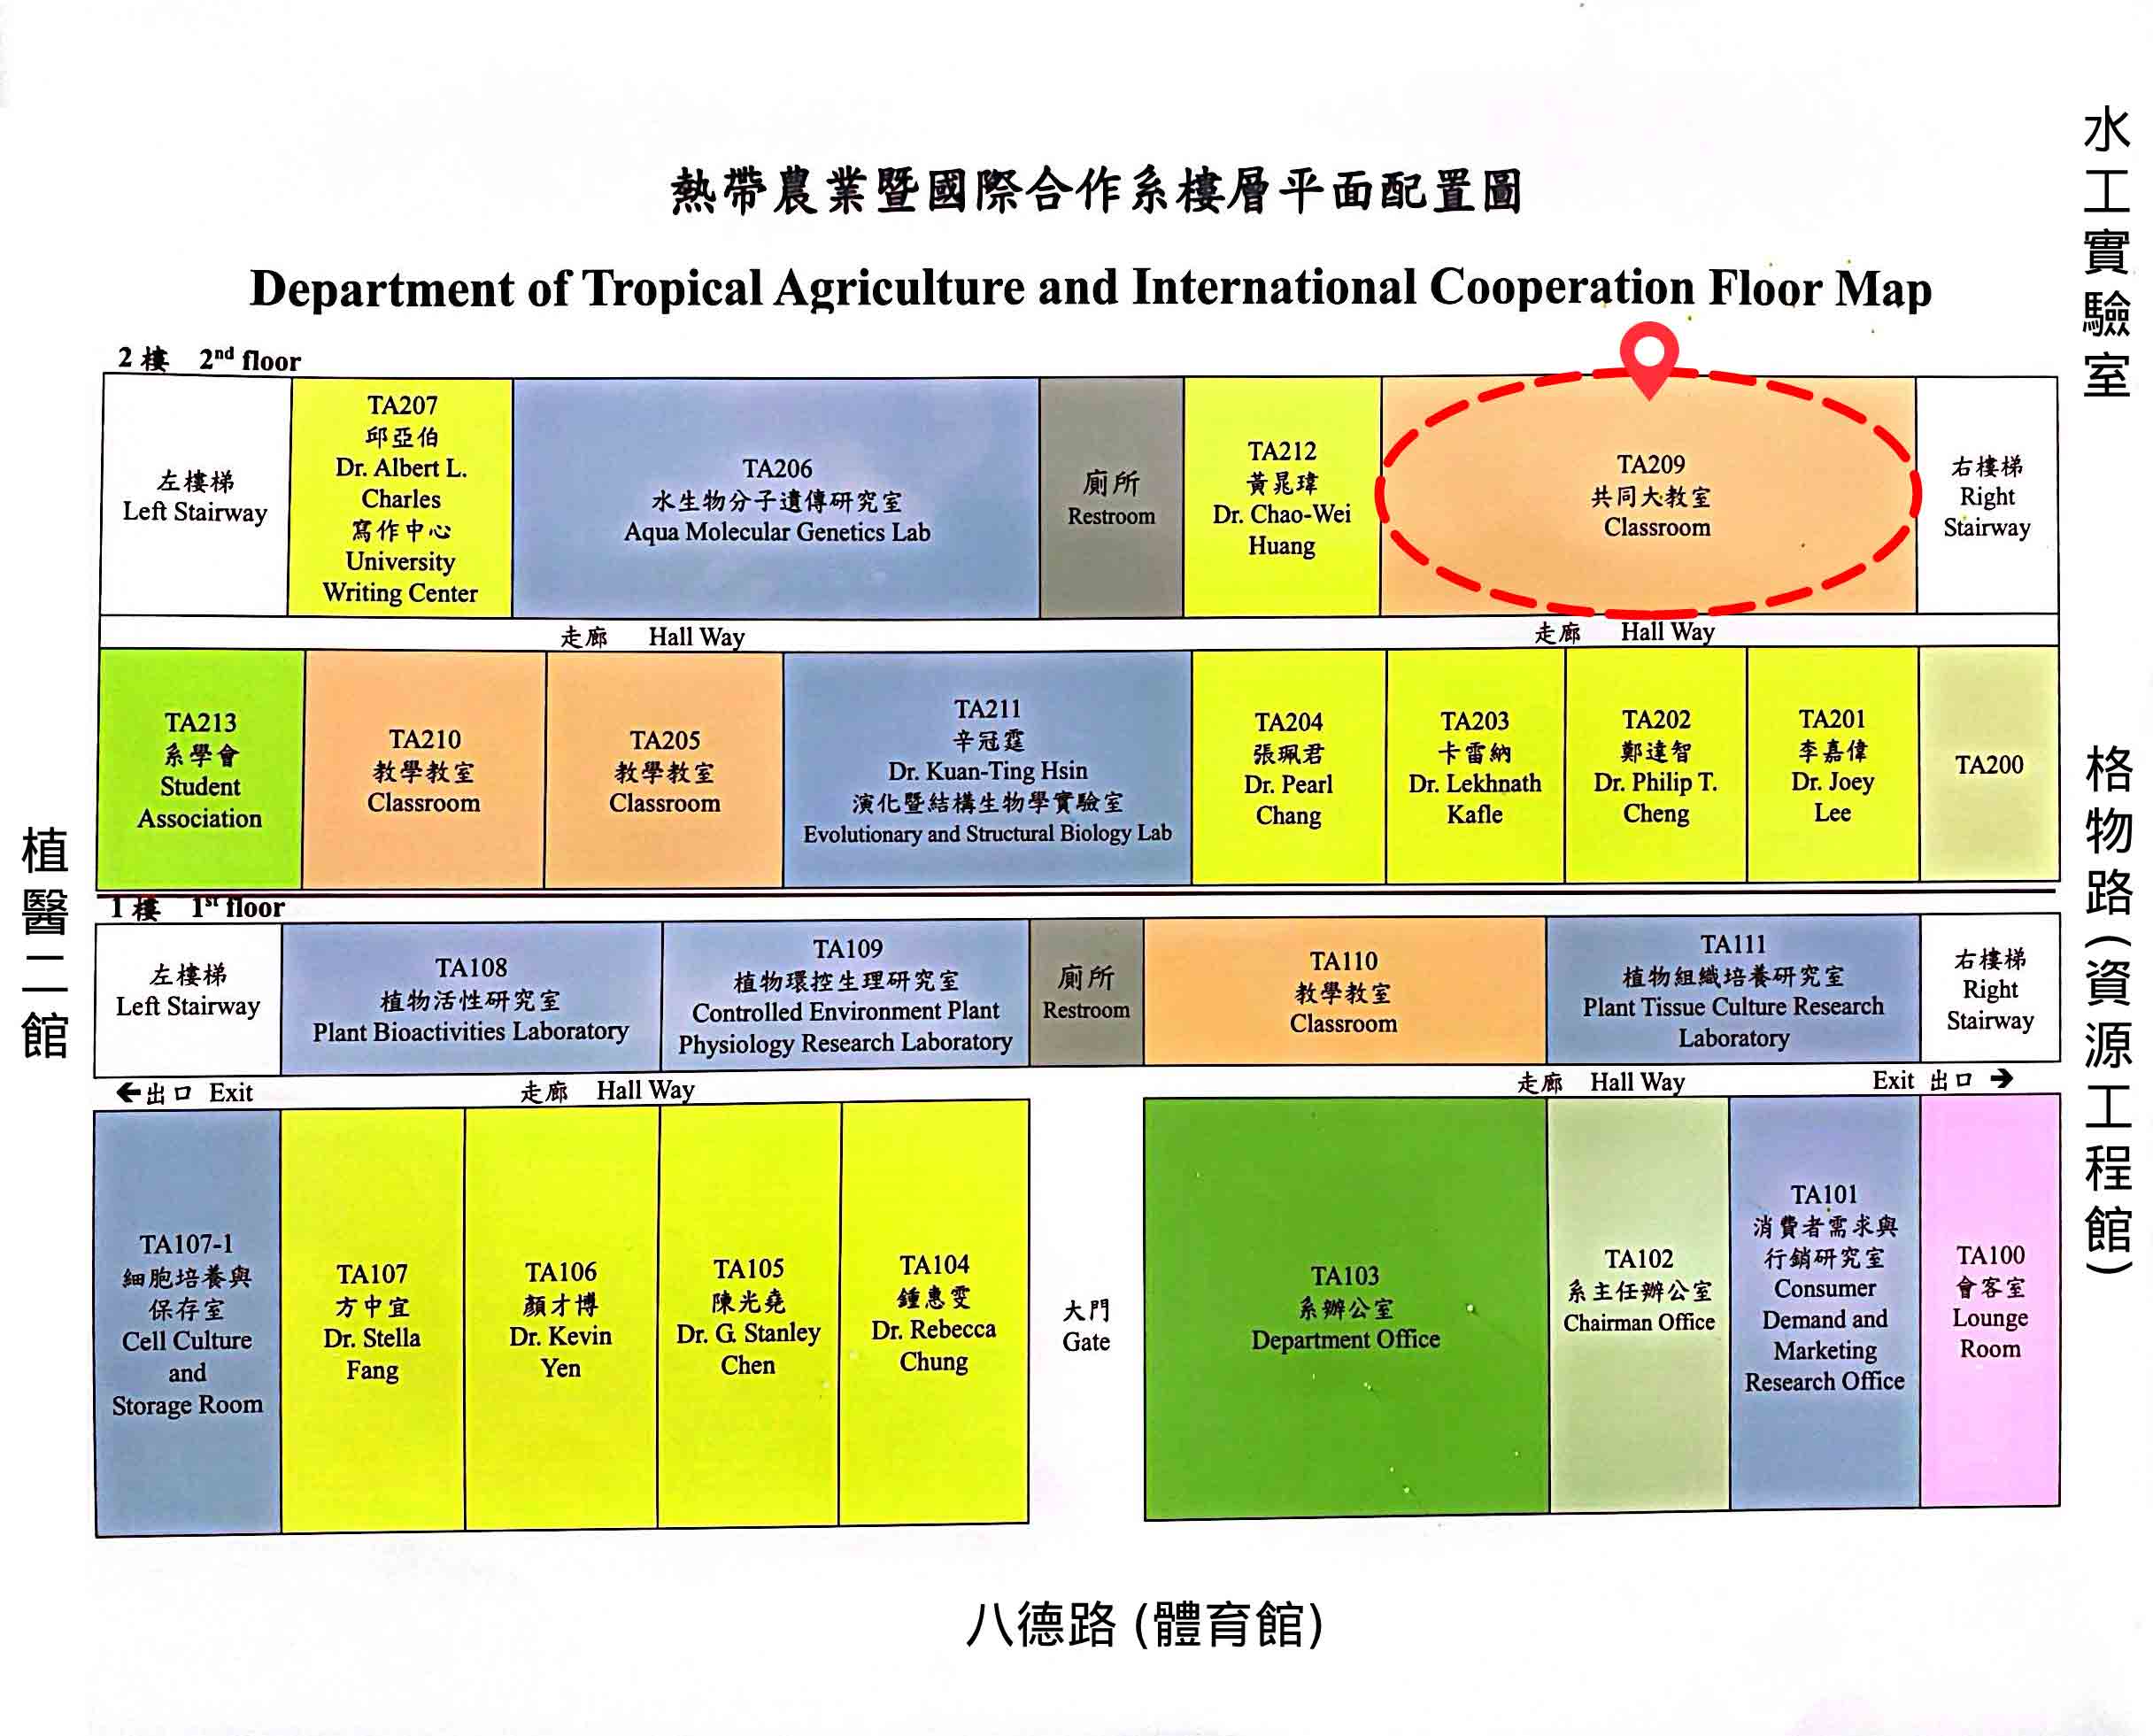 熱帶農業暨國際合作系樓層平面配置圖
Department of Tropical Agriculture and International Cooperation Floor Map
2樓 2nd floor
左樓梯
Left Stairway
TA207
邱亞伯
Dr. Albert L.
Charles
寫作中心
University
Writing Center
TA206
水生物分子遺傳研究室
Aqua Molecular Genetics Lab
廁所
Restroom
TA212
黃晁瑋
Dr. Chao-Wei
Huang
TA209
共同大教室
Classroom
右樓梯
Right
Stairway
走廊 Hall Way
走廊 Hall Way
TA213
系學會
Student
Association
TA210
教學教室
Classroom
TA205
教學教室
Classroom
TA211
辛冠霆
Dr. Kuan-Ting Hsin
演化暨結構生物學實驗室
Evolutionary and Structural Biology Lab
TA204
張珮君
Dr. Pearl
Chang
TA203
卡雷納
Dr. Lekhnath
Kafle
TA202
鄭達智
Dr. Philip T.
Cheng
TA201
李嘉偉
Dr. Joey
Lee
TA200
1樓 1st floor
左樓梯
Left Stairway
TA108
植物活性研究室
Plant Bioactivities Laboratory
TA109
植物環控生理研究室
Controlled Environment Plant
Physiology Research Laboratory
廁所
Restroom
TA110
教學教室
Classroom
TA111
植物組織培養研究室
Plant Tissue Culture Research
Laboratory
右樓梯
Right
Stairway
←出口 Exit
走廊 Hall Way
走廊 Hall Way
Exit 出口→
TA107-1
細胞培養與
保存室
Cell Culture
and
Storage Room
TA107
方中宜
Dr. Stella
Fang
TA106
顏才博
Dr. Kevin
Yen
TA105
陳光堯
Dr. G. Stanley
Chen
TA104
鍾惠雯
Dr. Rebecca
Chung
大門
Gate
TA103
系辦公室
Department Office
TA102
系主任辦公室
Chairman Office
TA101
消費者需求與
行銷研究室
Consumer
Demand and
Marketing
Research Office
TA100
會客室
Lounge
Room
植醫二館
水工實驗室
格物路(資源工程館)
八德路 (體育館)